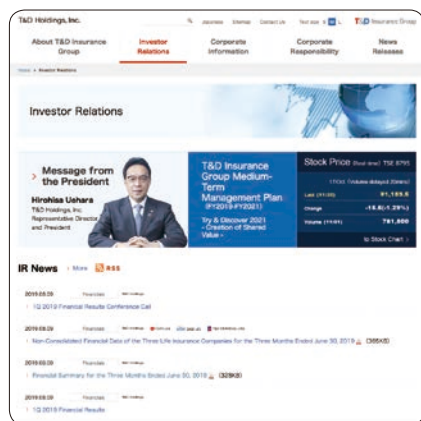 T&D Holdings, Inc.
Japanese Sitemap Contact Us Text size S M L T&D Insurance Group
About T&D Insurance Group
Investor Relations
Corporate Information
Corporate Responsibility
News Releases
Home > Investor Relations
Investor Relations
> Message from
the President
Hirohisa Uehara
T&D Holdings, Inc.
Representative Director
and President
T&D Insurance
Group Medium-
Term
Management Plan
(FY2019-FY2021)
Try & Discover 2021
- Creation of Shared
Value -
Stock Price (Real-time) TSE 8795
Change
to Stock Chart >
IR News > More RSS
2019.08.09 Financials
> 1Q 2019 Financial Results Conference Call
2019.08.09 Financials
> Non-Consolidated Financial Data of the Three Life Insurance Companies for the Three Months Ended June 30, 2019
2019.08.09 Financials
> Financial Summary for the Three Months Ended June 30, 2019
2019.08.09 Financials
> 1Q 2019 Financial Results